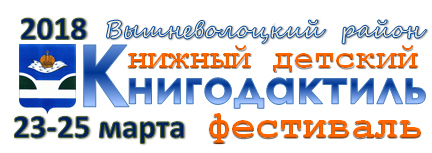 2018 Вышневолоцкий район
Книжный детский
Книгодактиль
23-25 марта фестиваль